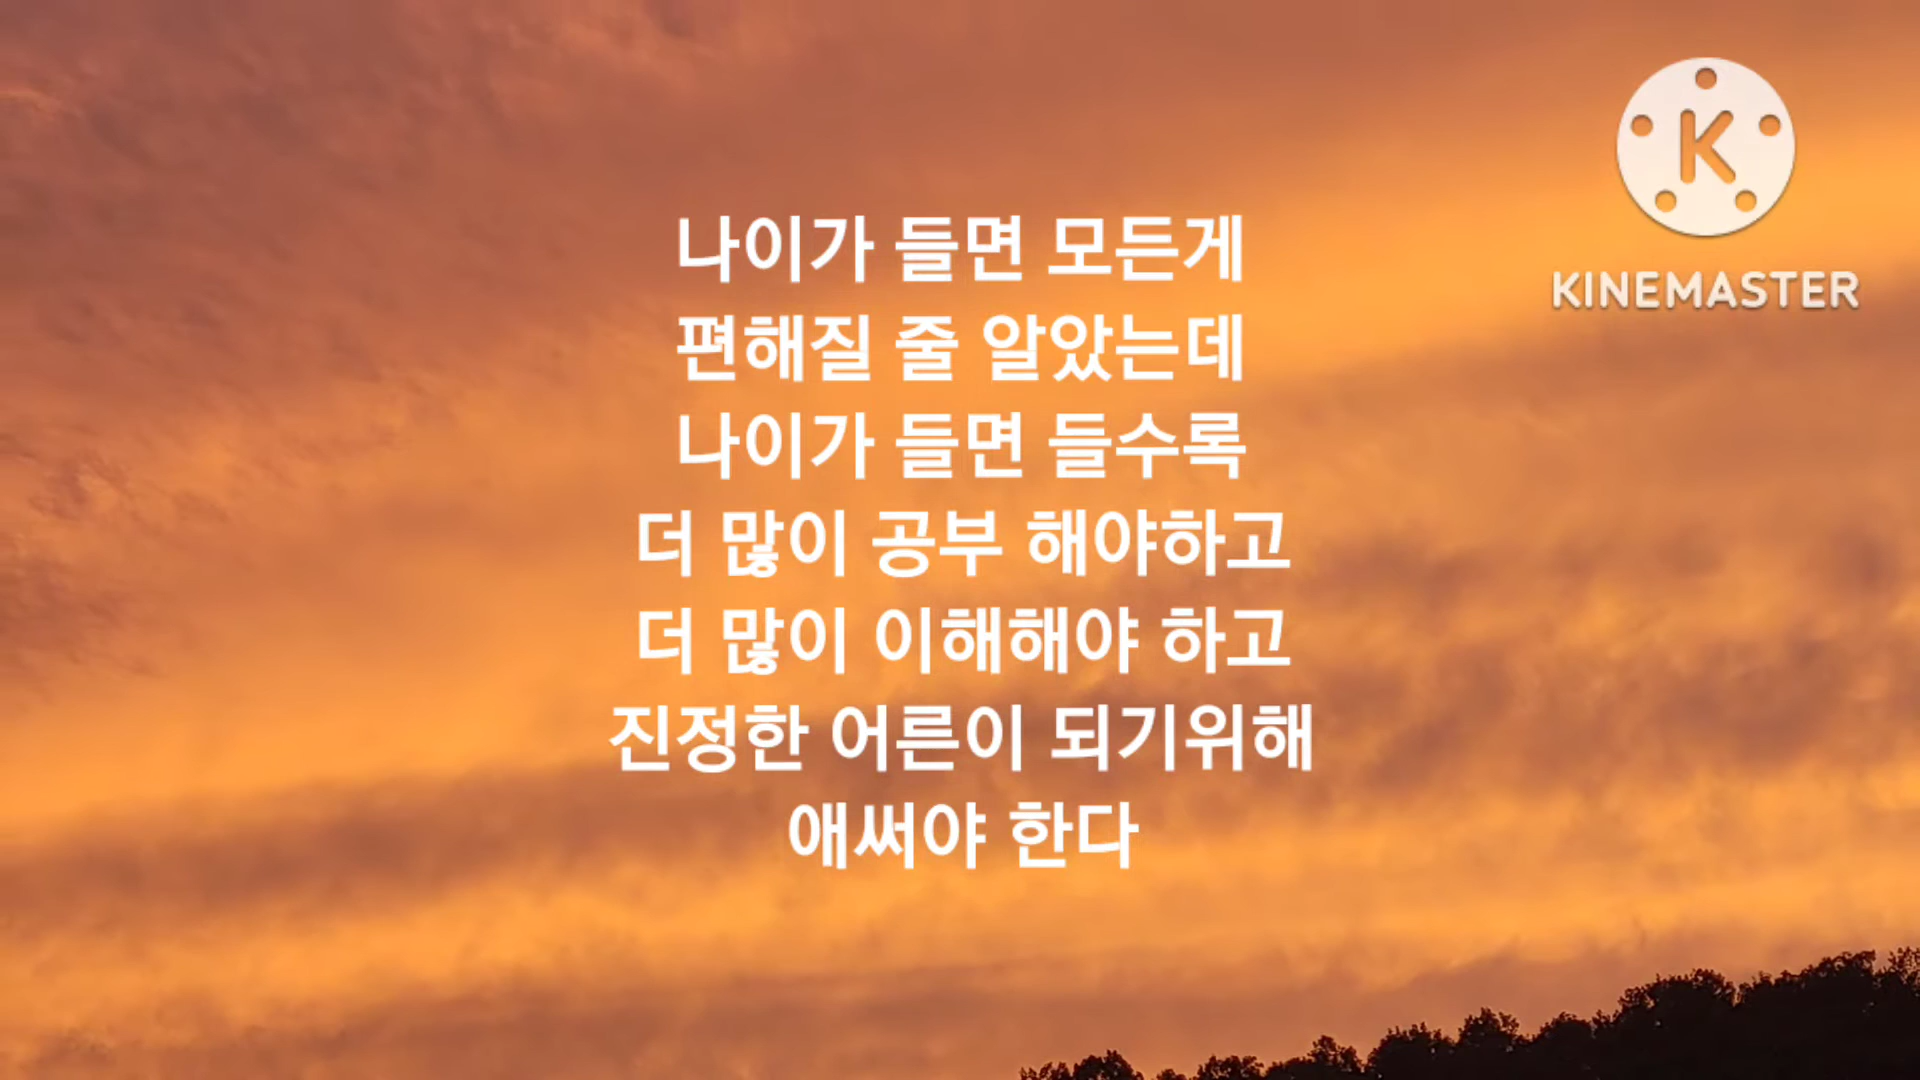 나이가 들면 모든게
편해질 줄 알았는데
나이가 들면 들수록
더 많이 공부 해야하고
더 많이 이해해야 하고
진정한 어른이 되기위해
애써야 한다
K
KINEMASTER